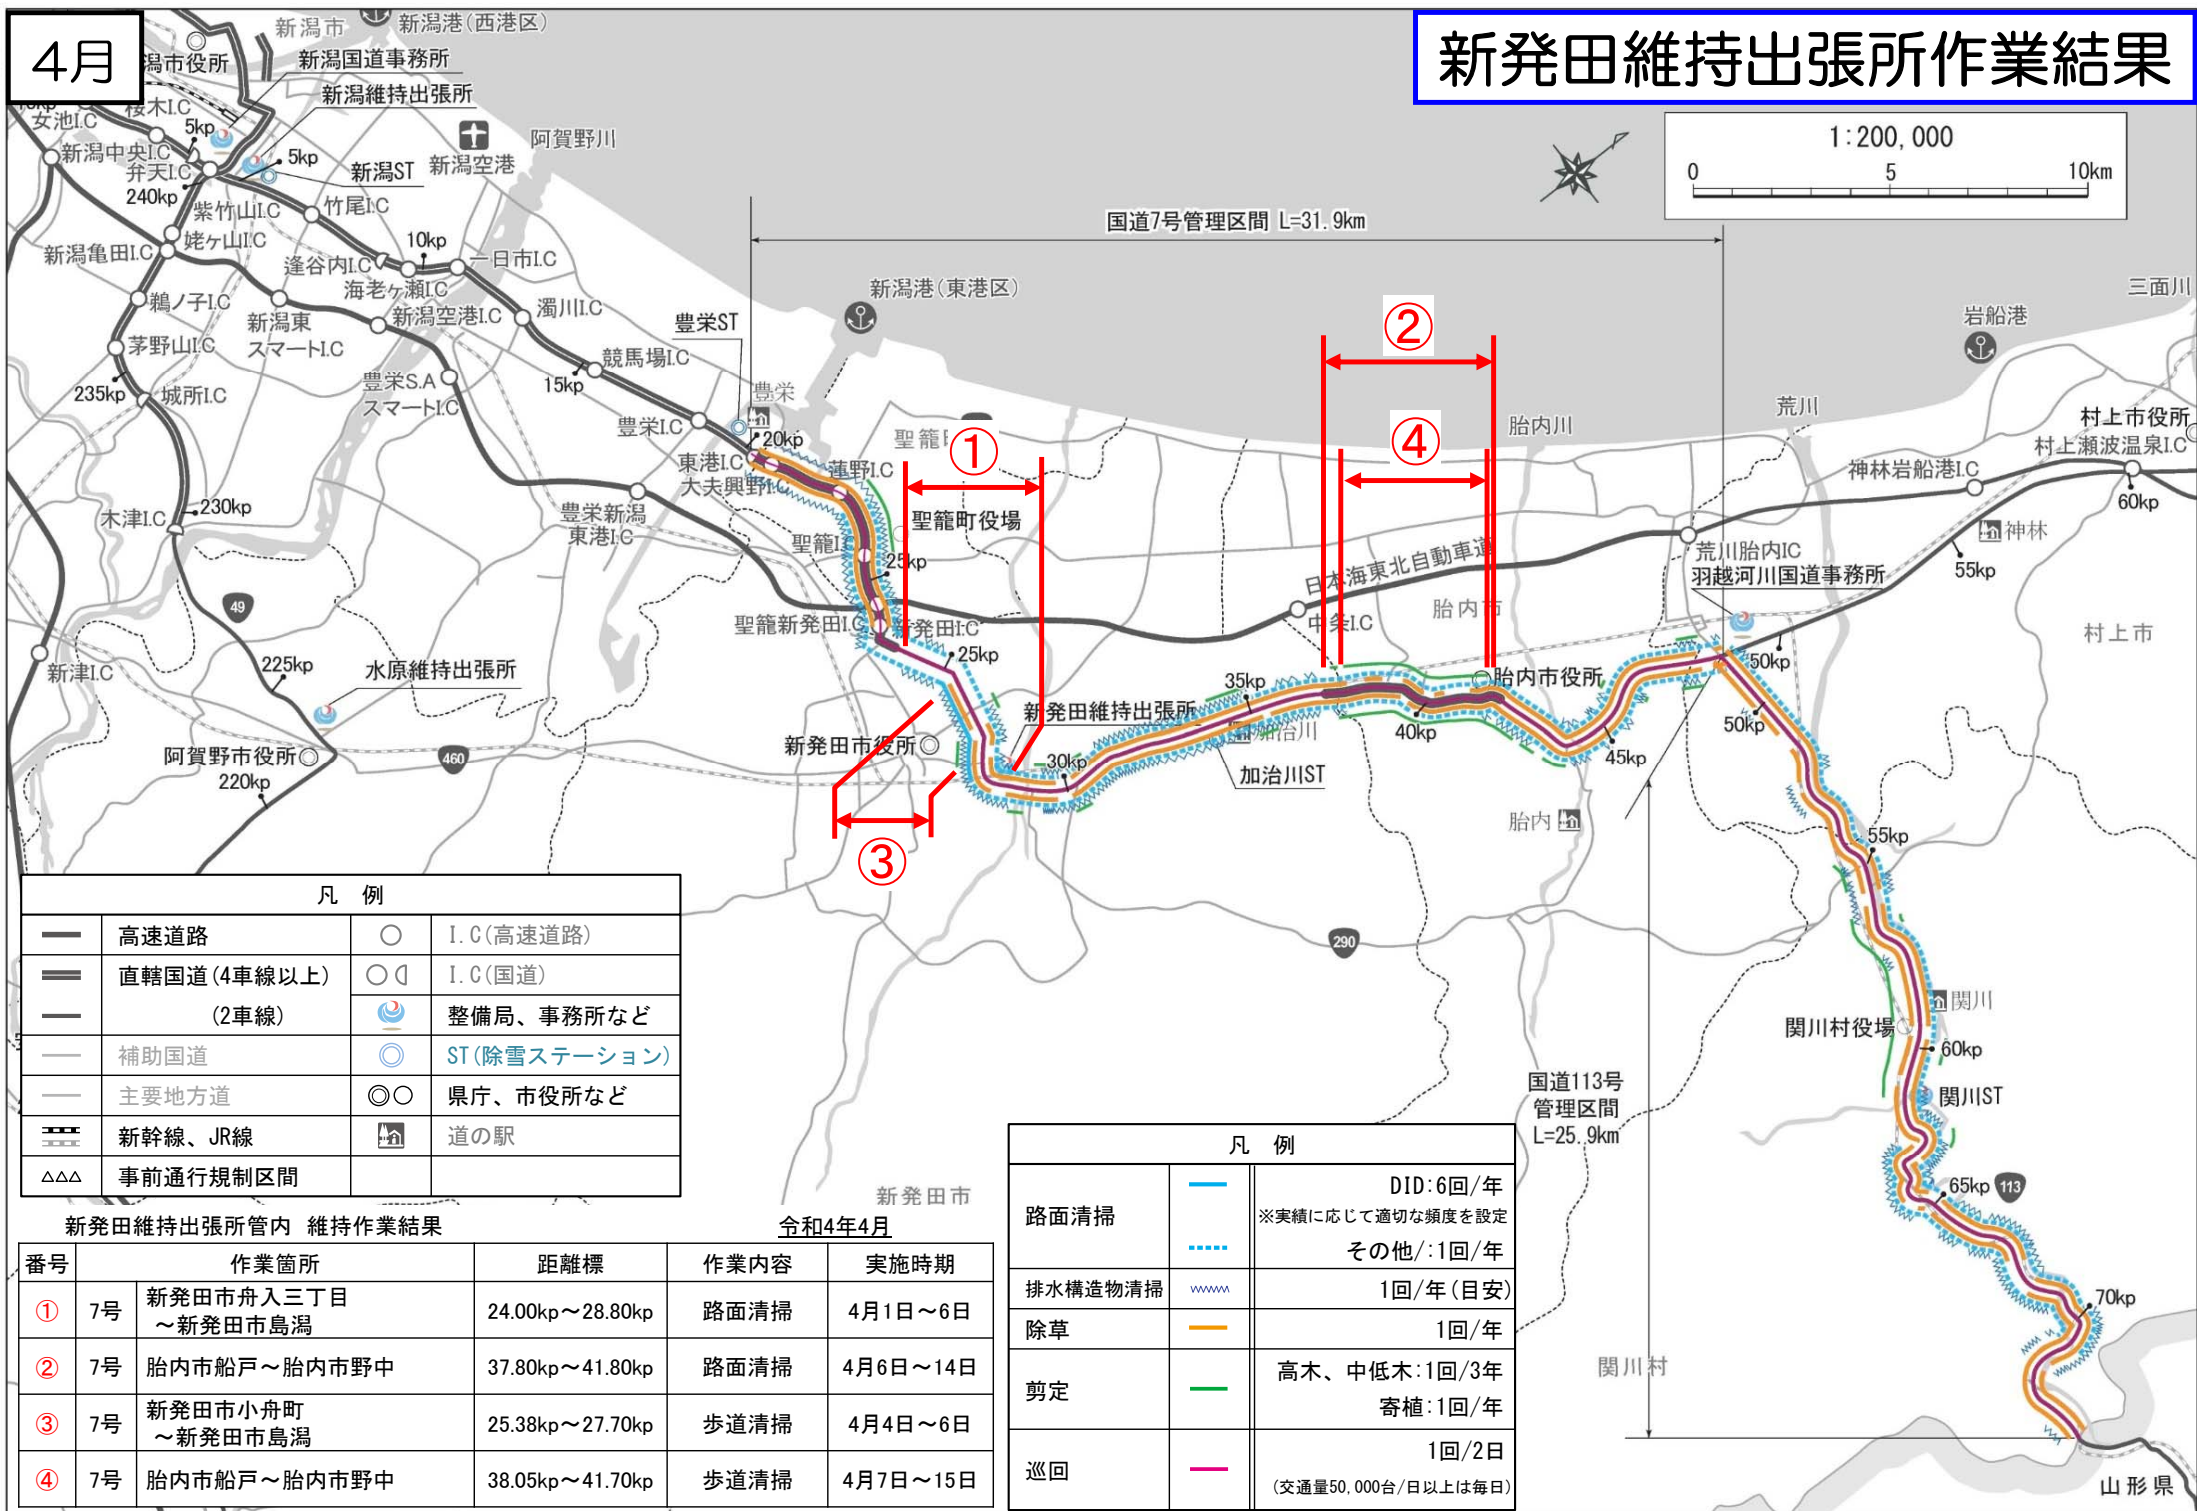 4月
新発田維持出張所作業結果
新潟市
新潟港(西港区)
潟市役所
新潟国道事務所
新潟維持出張所
桜木I.C
女池I.C
5kp
新潟中央I.C
弁天I.C
240kp
5kp
新潟ST
新潟空港
阿賀野川
紫竹山I.C
竹尾I.C
姥ヶ山I.C
新潟亀田I.C
10kp
逢谷内I.C
一日市I.C
海老ヶ瀬I.C
鵜ノ子I.C
新潟東
スマートI.C
新潟空港I.C
濁川I.C
茅野山I.C
競馬場I.C
15kp
235kp
城所I.C
豊栄S.A
スマートI.C
豊栄ST
豊栄
豊栄I.C
20kp
新潟港(東港区)
国道7号管理区間 L=31.9km
1:200,000
0 5 10km
三面川
岩船港
荒川
村上市役所
村上瀬波温泉I.C
神林岩船港I.C
60kp
神林
55kp
胎内川
②
④
①
聖籠
東港I.C
大夫興野I.C
蓮野I.C
聖籠町役場
聖籠I
25kp
木津I.C
230kp
豊栄新潟
東港I.C
日本海東北自動車道
荒川胎内IC
羽越河川国道事務所
中条I.C
胎内市
村上市
49
聖籠新発田I.C
新発田I.C
25kp
新津I.C
225kp
水原維持出張所
35kp
胎内市役所
50kp
新発田維持出張所
加治川
40kp
45kp
50kp
新発田市役所
阿賀野市役所
220kp
460
30kp
加治川ST
胎内
55kp
③
290
関川
関川村役場
60kp
関川ST
国道113号
管理区間
L=25.9km
65kp
113
70kp
新発田市
関川村
山形県
凡 例
高速道路 I.C(高速道路)
直轄国道(4車線以上) I.C(国道)
(2車線) 整備局、事務所など
補助国道 ST(除雪ステーション)
主要地方道 県庁、市役所など
新幹線、JR線 道の駅
事前通行規制区間
新発田維持出張所管内 維持作業結果 令和4年4月
番号 作業箇所 距離標 作業内容 実施時期
① 7号 新発田市舟入三丁目
～新発田市島潟 24.00kp～28.80kp 路面清掃 4月1日～6日
② 7号 胎内市船戸～胎内市野中 37.80kp～41.80kp 路面清掃 4月6日～14日
③ 7号 新発田市小舟町
～新発田市島潟 25.38kp～27.70kp 歩道清掃 4月4日～6日
④ 7号 胎内市船戸～胎内市野中 38.05kp～41.70kp 歩道清掃 4月7日～15日
凡 例
路面清掃 DID:6回/年
※実績に応じて適切な頻度を設定
その他/:1回/年
排水構造物清掃 1回/年(目安)
除草 1回/年
剪定 高木、中低木:1回/3年
寄植:1回/年
巡回 1回/2日
(交通量50,000台/日以上は毎日)